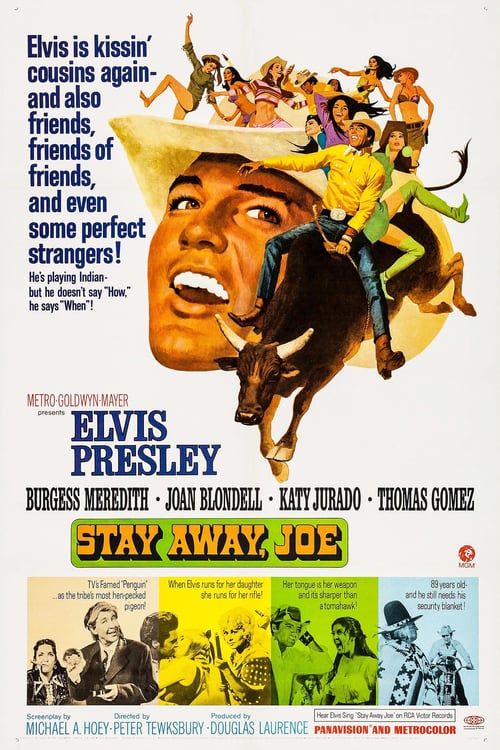 Elvis is kissin'
cousins again-
and also
friends,
friends of
friends,
and even
some perfect
strangers!
He's playing Indian-
but he doesn't say "How,"
he says "When"!
METRO-GOLDWYN-MAYER
presents
ELVIS
PRESLEY
BURGESS MEREDITH · JOAN BLONDELL · KATY JURADO · THOMAS GOMEZ
STAY AWAY, JOE
MGM
TV's Famed "Penguin"
...as the tribe's most hen-pecked
pigeon!
When Elvis runs for her daughter
she runs for her rifle!
Her tongue is her weapon
and its sharper than
a tomahawk!
89 years old-
and he still needs his
security blanket!
Screenplay by
MICHAEL A. HOEY
Directed by
PETER TEWKSBURY
Produced by
DOUGLAS LAURENCE
Hear Elvis Sing "Stay Away Joe" on RCA Victor Records
PANAVISION® AND METROCOLOR